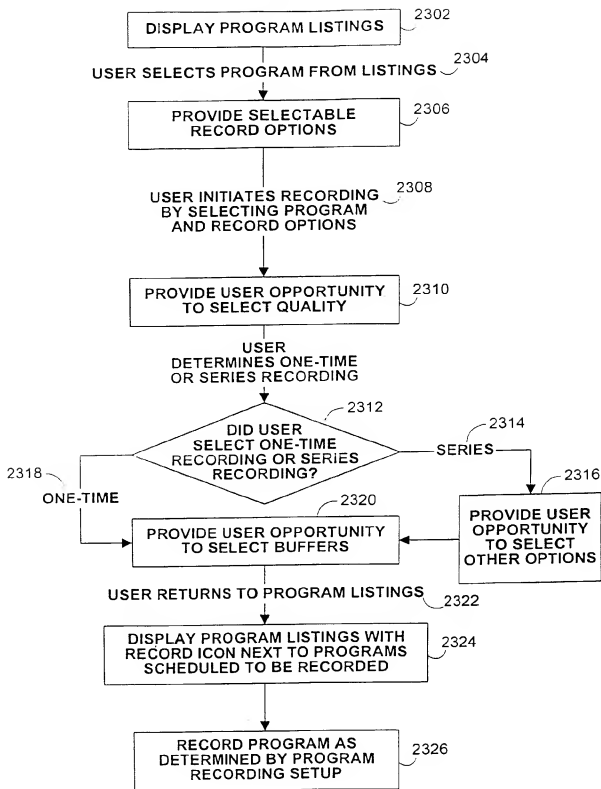 DISPLAY PROGRAM LISTINGS
2302
USER SELECTS PROGRAM FROM LISTINGS
2304
PROVIDE SELECTABLE
RECORD OPTIONS
2306
USER INITIATES RECORDING
BY SELECTING PROGRAM
AND RECORD OPTIONS
2308
PROVIDE USER OPPORTUNITY
TO SELECT QUALITY
2310
USER
DETERMINES ONE-TIME
OR SERIES RECORDING
2312
DID USER
SELECT ONE-TIME
RECORDING OR SERIES
RECORDING?
2314
SERIES
2316
PROVIDE USER
OPPORTUNITY
TO SELECT
OTHER OPTIONS
2318
ONE-TIME
2320
PROVIDE USER OPPORTUNITY
TO SELECT BUFFERS
USER RETURNS TO PROGRAM LISTINGS
2322
DISPLAY PROGRAM LISTINGS WITH
RECORD ICON NEXT TO PROGRAMS
SCHEDULED TO BE RECORDED
2324
RECORD PROGRAM AS
DETERMINED BY PROGRAM
RECORDING SETUP
2326